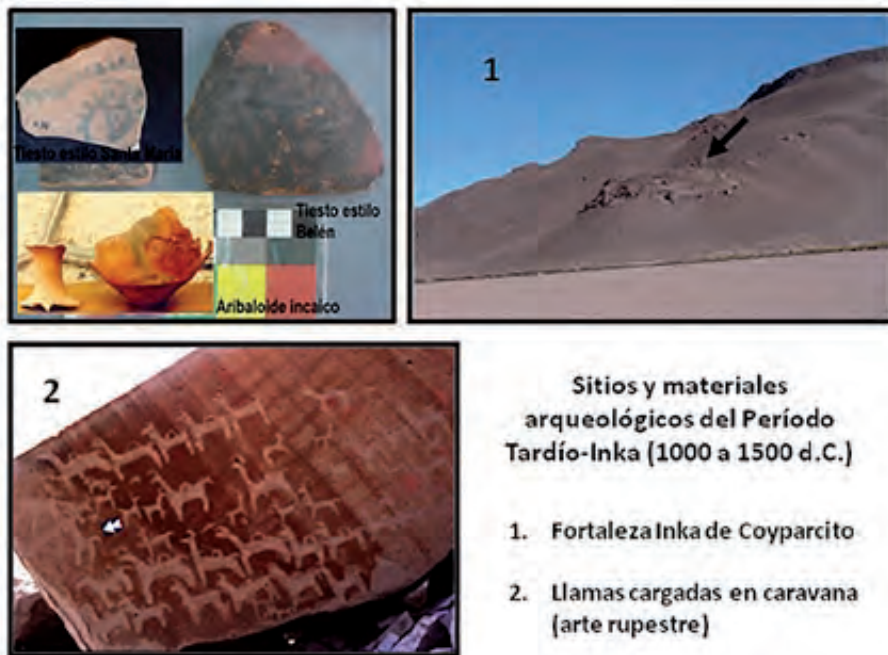 Tiesto estilo Santa María
Tiesto estilo
Belén
Aribaloide incaico
1
2
Sitios y materiales
arqueológicos del Período
Tardío-Inka (1000 a 1500 d.C.)
1. Fortaleza Inka de Coyparcito
2. Llamas cargadas en caravana
(arte rupestre)